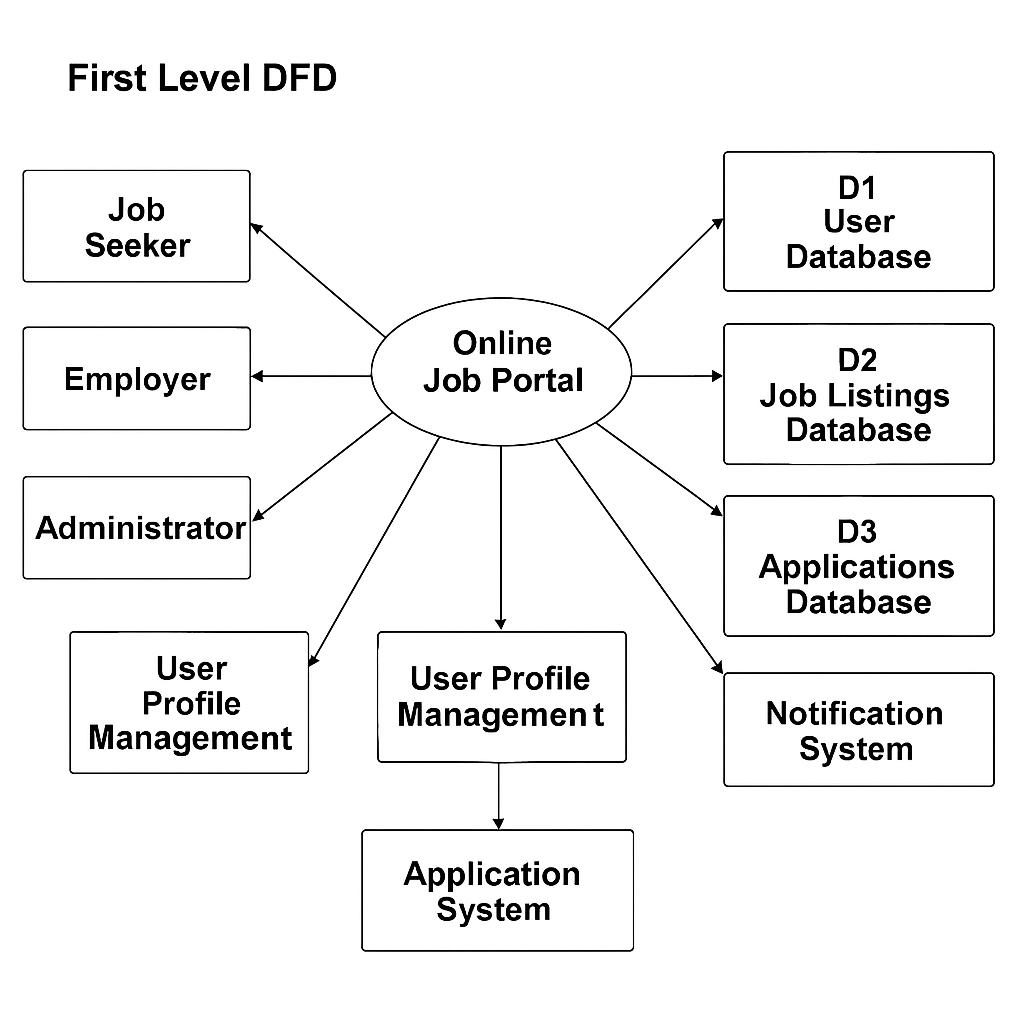 First Level DFD
Job
Seeker
Employer
Administrator
Online
Job Portal
D1
User
Database
D2
Job Listings
Database
D3
Applications
Database
User
Profile
Management
User Profile
Management
Notification
System
Application
System